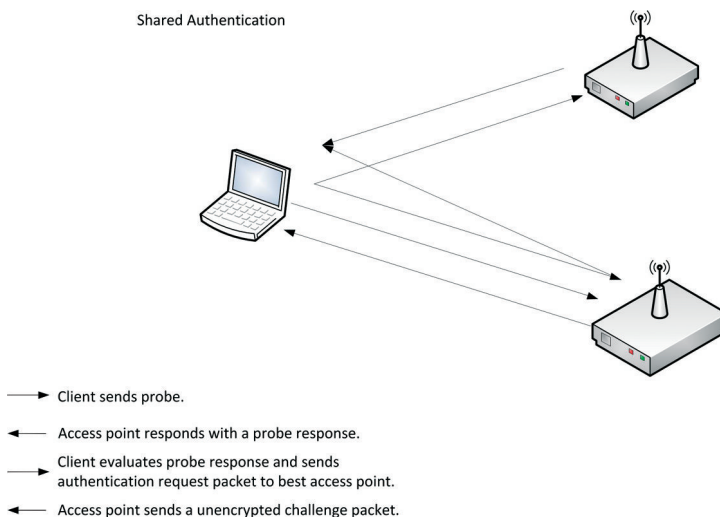 Shared Authentication
Client sends probe.
Access point responds with a probe response.
Client evaluates probe response and sends
authentication request packet to best access point.
Access point sends a unencrypted challenge packet.